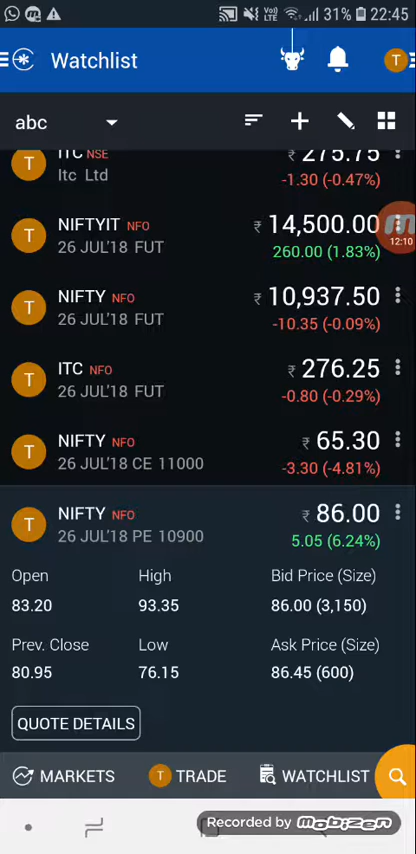 VoD LTE 31% 22:45
Watchlist
T
abc
T
ITC NSE
₹ 275.75
Itc Ltd
-1.30 (-0.47%)
T
NIFTYIT NFO
₹ 14,500.00
26 JUL'18 FUT
260.00 (1.83%)
12:10
T
NIFTY NFO
₹ 10,937.50
26 JUL'18 FUT
-10.35 (-0.09%)
T
ITC NFO
₹ 276.25
26 JUL'18 FUT
-0.80 (-0.29%)
T
NIFTY NFO
₹ 65.30
26 JUL'18 CE 11000
-3.30 (-4.81%)
T
NIFTY NFO
₹ 86.00
26 JUL'18 PE 10900
5.05 (6.24%)
Open High Bid Price (Size)
83.20 93.35 86.00 (3,150)
Prev. Close Low Ask Price (Size)
80.95 76.15 86.45 (600)
QUOTE DETAILS
MARKETS T TRADE WATCHLIST
Recorded by mobizen